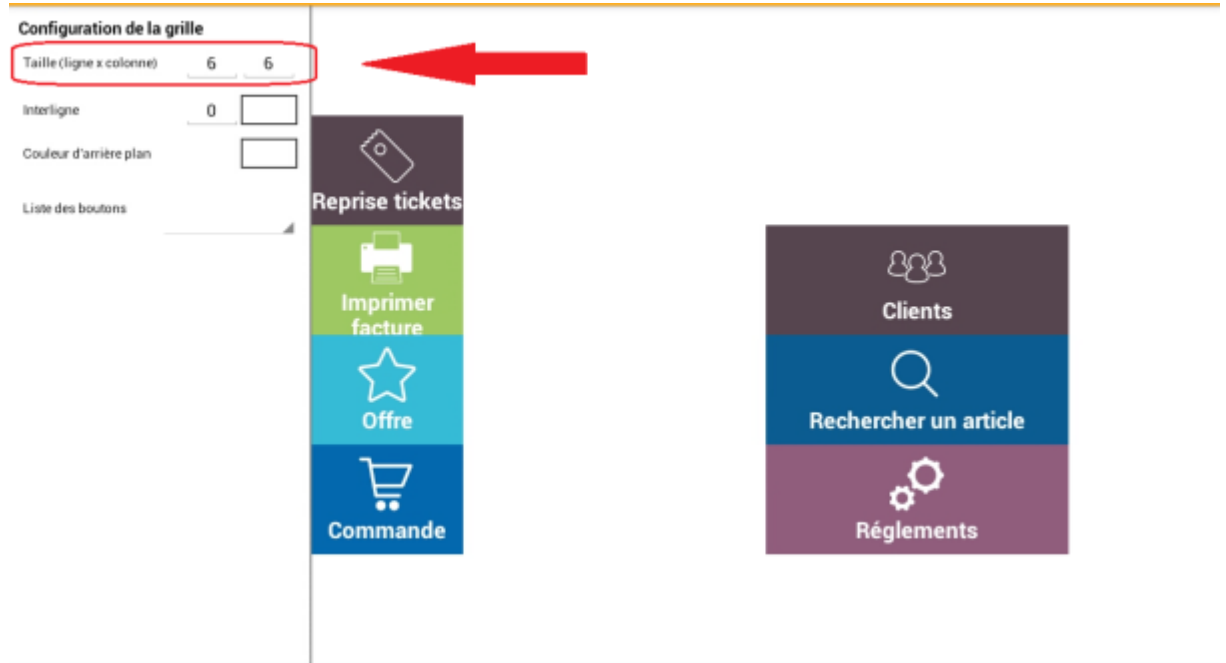 Configuration de la grille
Taille (ligne x colonne) 6 6
Interligne 0
Couleur d'arrière plan
Liste des boutons
Reprise tickets
Imprimer
facture
Offre
Commande
Clients
Rechercher un article
Réglements